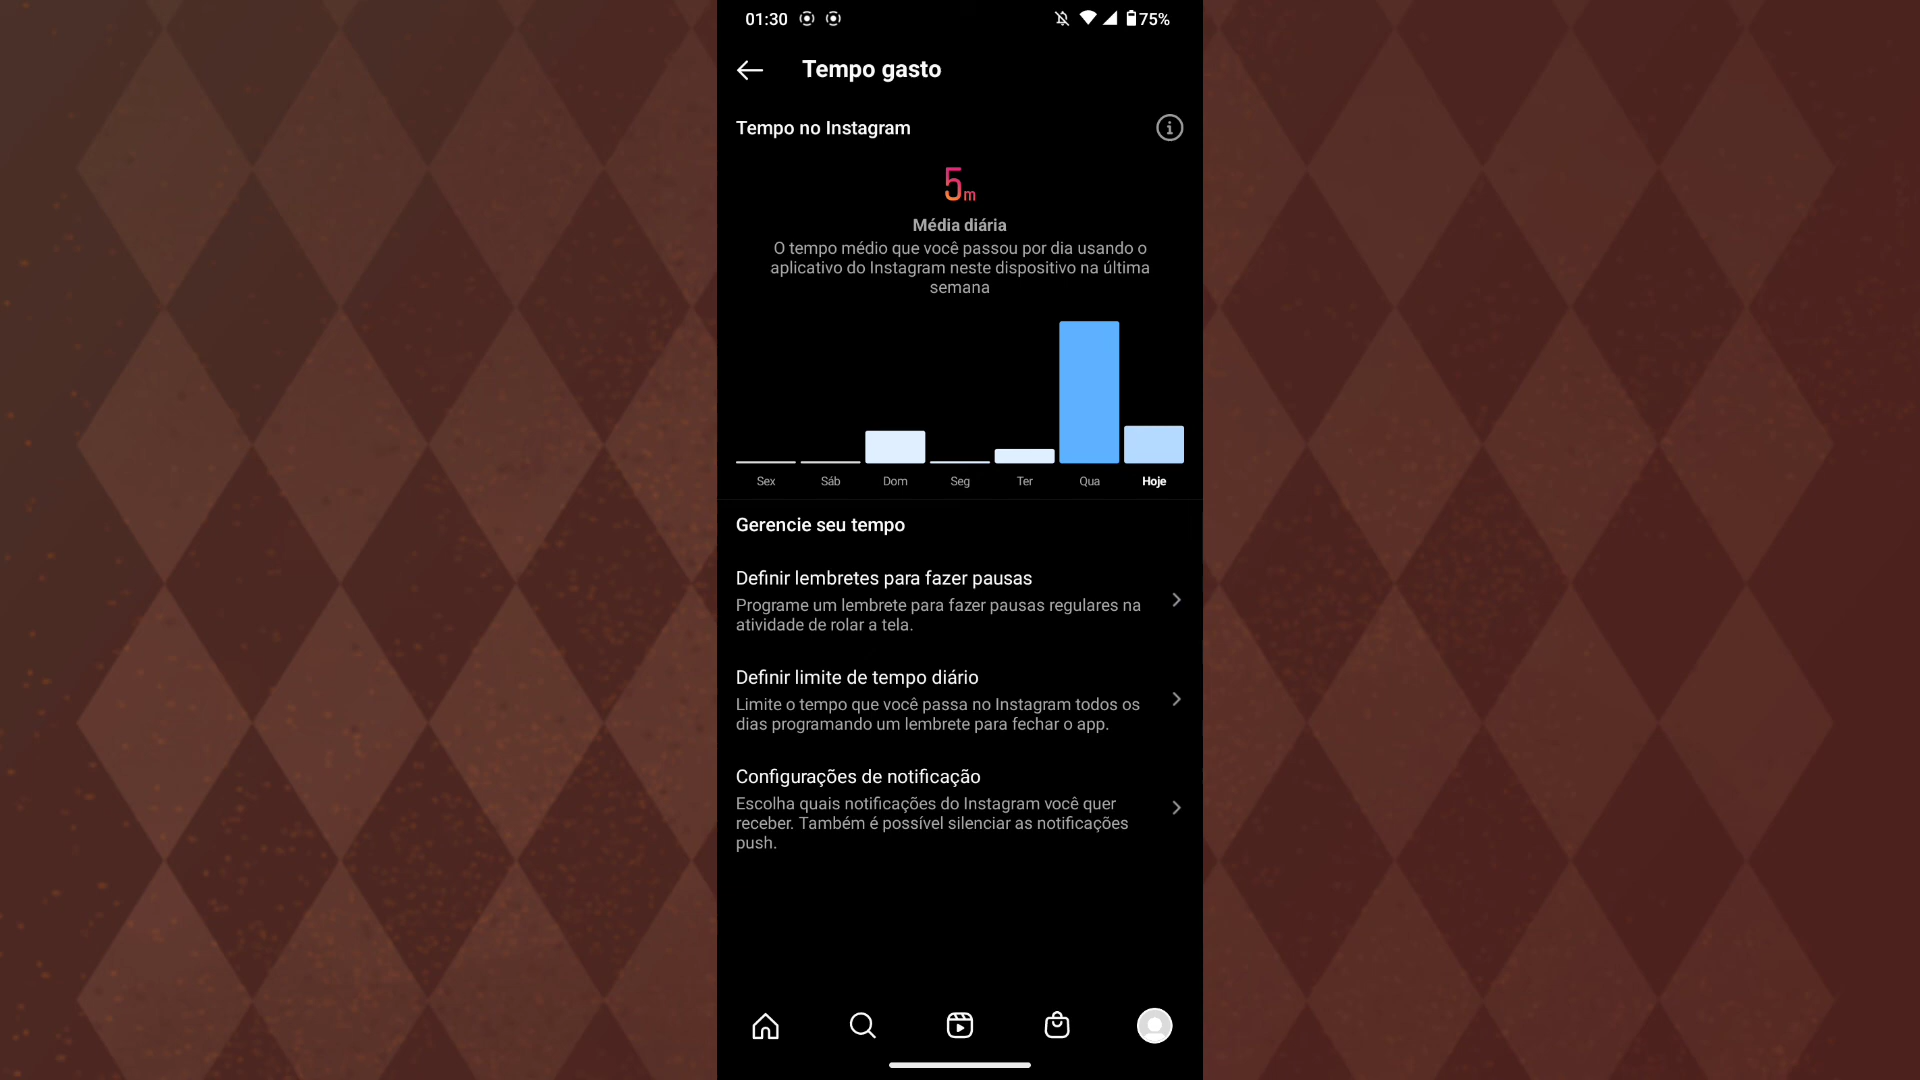 01:30
75%
Tempo gasto
Tempo no Instagram
5m
Média diária
O tempo médio que você passou por dia usando o
aplicativo do Instagram neste dispositivo na última
semana
Sex Sáb Dom Seg Ter Qua Hoje
Gerencie seu tempo
Definir lembretes para fazer pausas
Programe um lembrete para fazer pausas regulares na
atividade de rolar a tela.
Definir limite de tempo diário
Limite o tempo que você passa no Instagram todos os
dias programando um lembrete para fechar o app.
Configurações de notificação
Escolha quais notificações do Instagram você quer
receber. Também é possível silenciar as notificações
push.